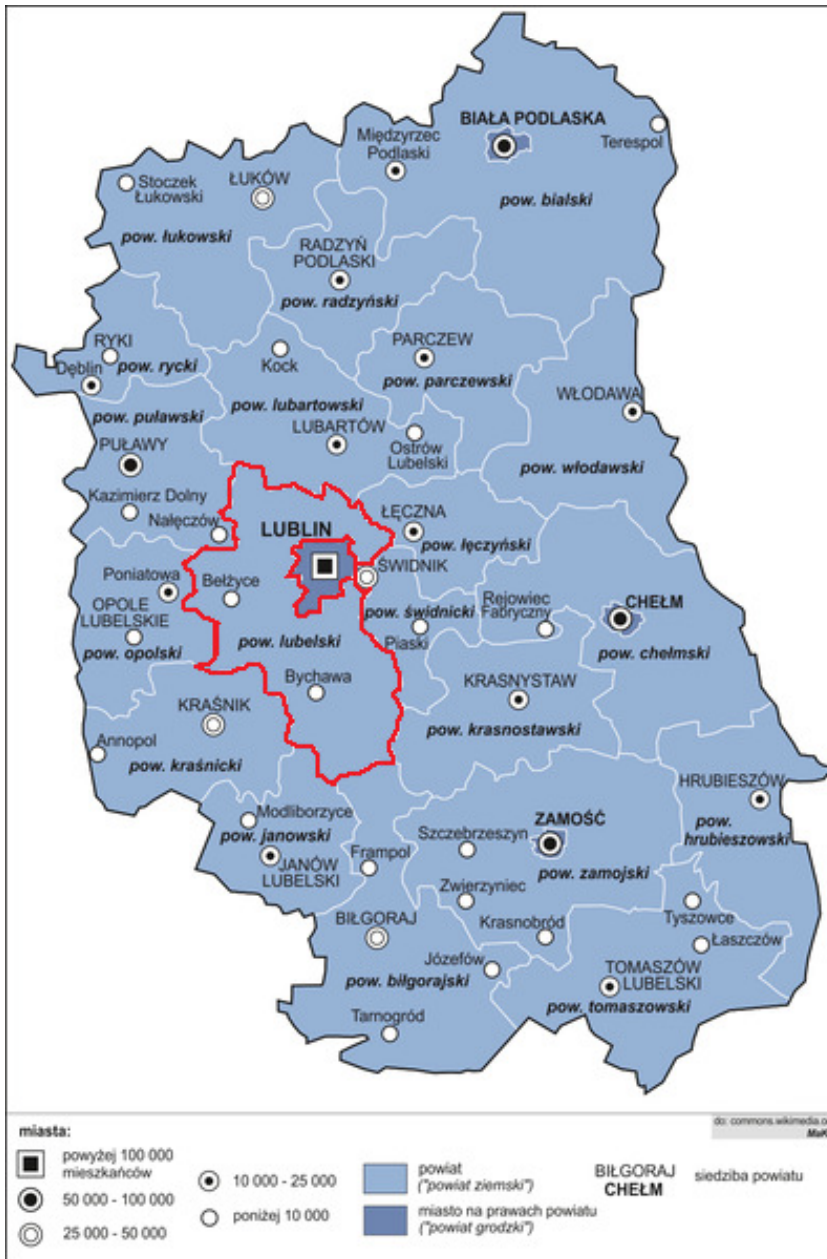 BIAŁA PODLASKA
Terespol
Międzyrzec
Podlaski
Stoczek
Łukowski
ŁUKÓW
pow. bialski
pow. łukowski
RADZYŃ
PODLASKI
pow. radzyński
RYKI
pow. rycki
Dęblin
Kock
PARCZEW
pow. parczewski
WŁODAWA
pow. puławski
pow. lubartowski
LUBARTÓW
Ostrów
Lubelski
PUŁAWY
pow. włodawski
Kazimierz Dolny
Nałęczów
LUBLIN
ŁĘCZNA
pow. łęczyński
ŚWIDNIK
Poniatowa
Bełżyce
OPOLE
LUBELSKIE
pow. opolski
pow. świdnicki
Piaski
Rejowiec
Fabryczny
CHEŁM
pow. chełmski
pow. lubelski
Bychawa
KRAŚNIK
KRASNYSTAW
pow. krasnostawski
Annopol
pow. kraśnicki
HRUBIESZÓW
pow.
hrubieszowski
Modliborzyce
pow. janowski
JANÓW
LUBELSKI
Frampol
Szczebrzeszyn
ZAMOŚĆ
pow. zamojski
Zwierzyniec
Krasnobród
Tyszowce
Łaszczów
BIŁGORAJ
Józefów
pow. biłgorajski
TOMASZÓW
LUBELSKI
pow. tomaszowski
Tarnogród
do: commons.wikimedia.o
miasta:
powyżej 100 000
mieszkańców
50 000 - 100 000
25 000 - 50 000
10 000 - 25 000
poniżej 10 000
powiat
("powiat ziemski")
miasto na prawach powiatu
("powiat grodzki")
BIŁGORAJ
CHEŁM
siedziba powiatu